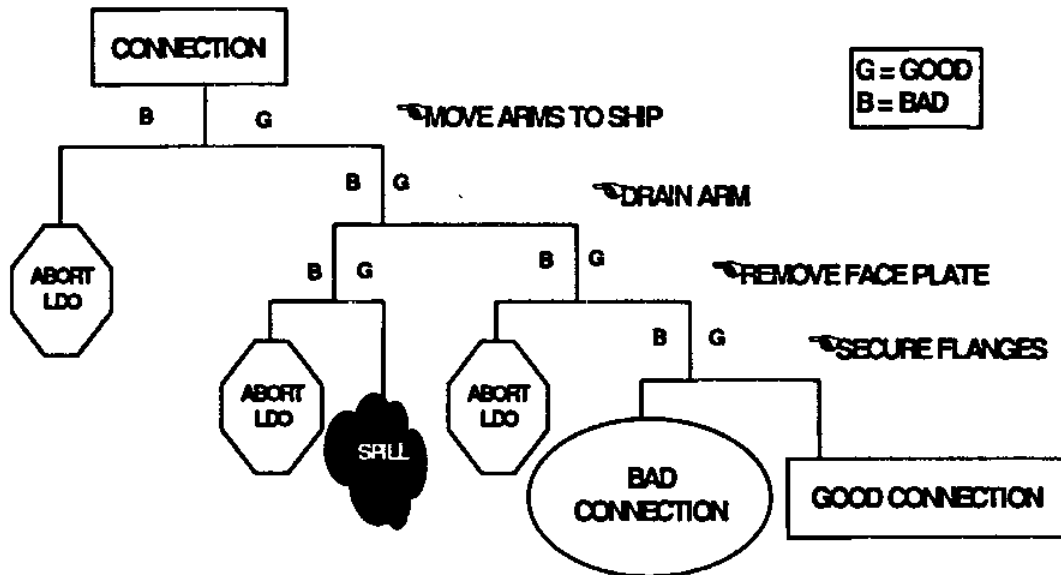 CONNECTION
G = GOOD
B = BAD
B G
MOVE ARMS TO SHIP
B G
DRAIN ARM
ABORT
LDO
B G
B G
REMOVE FACE PLATE
B G
SECURE FLANGES
ABORT
LDO
SPILL
ABORT
LDO
BAD
CONNECTION
GOOD CONNECTION